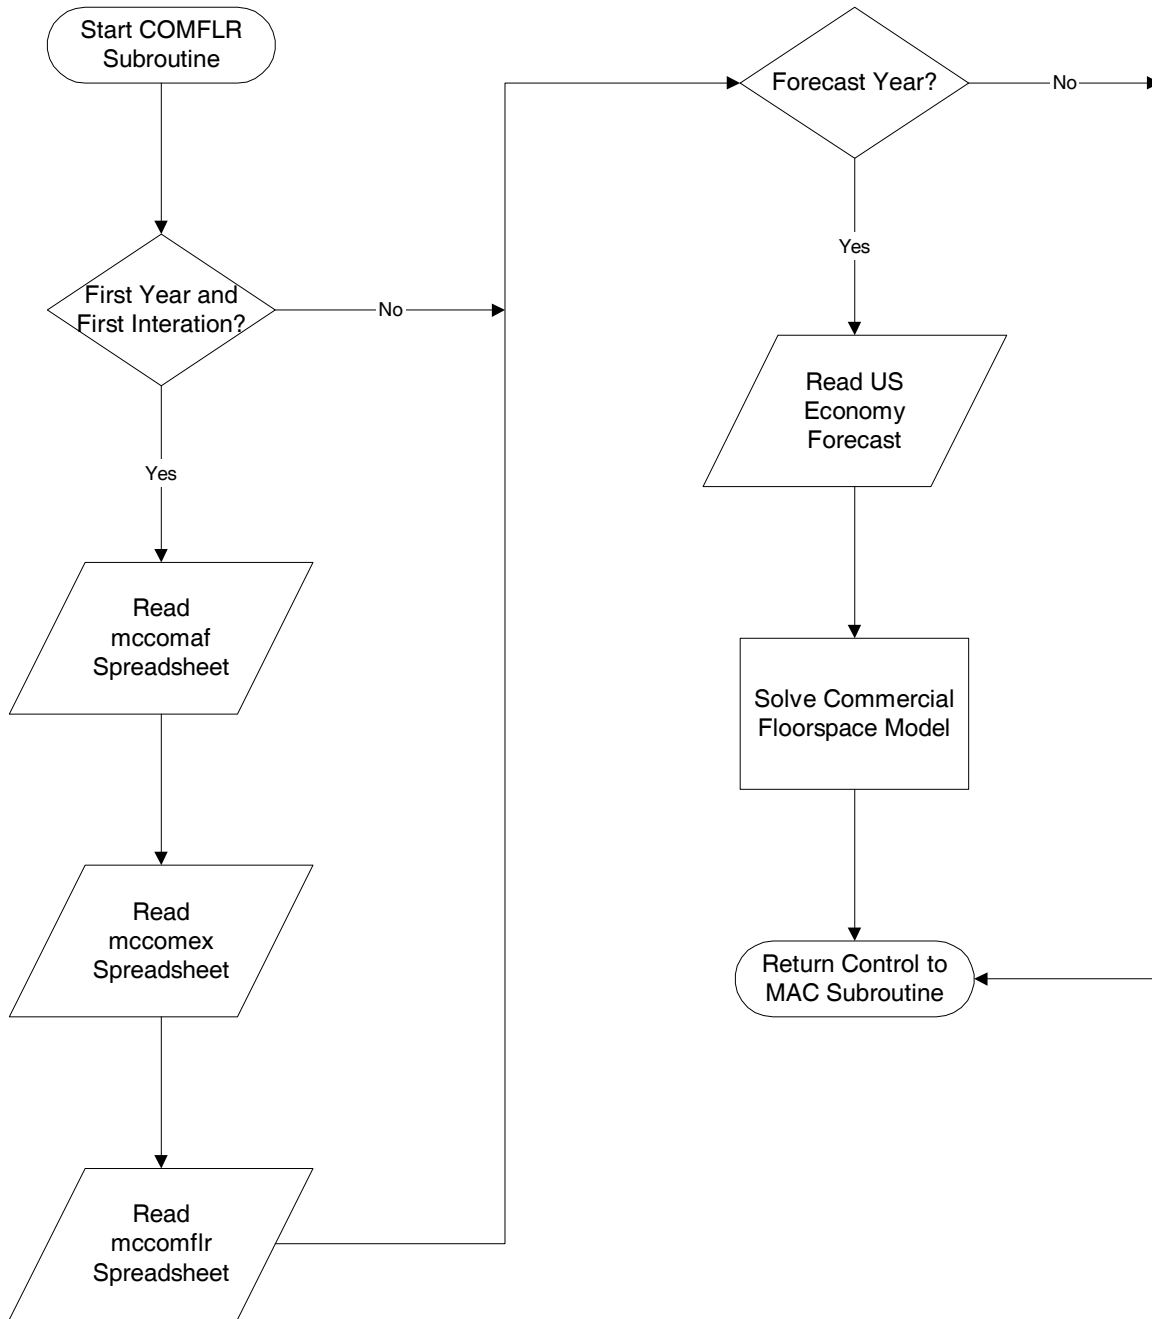 Start COMFLR
Subroutine
First Year and
First Interation?
No
Yes
Read
mccomaf
Spreadsheet
Read
mccomex
Spreadsheet
Read
mccomflr
Spreadsheet
Forecast Year?
No
Yes
Read US
Economy
Forecast
Solve Commercial
Floorspace Model
Return Control to
MAC Subroutine